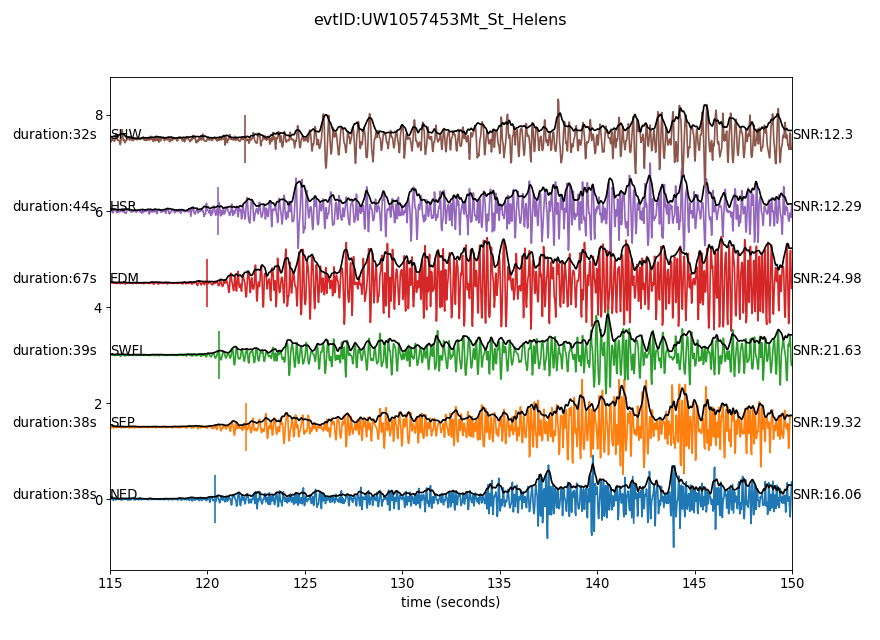 evtID:UW1057453Mt_St_Helens
8
duration:32s
SHW
SNR:12.3
duration:44s
HSR
SNR:12.29
6
duration:67s
EDM
SNR:24.98
4
duration:39s
SWFL
SNR:21.63
2
duration:38s
SEP
SNR:19.32
duration:38s
NED
SNR:16.06
0
115 120 125 130 135 140 145 150
time (seconds)